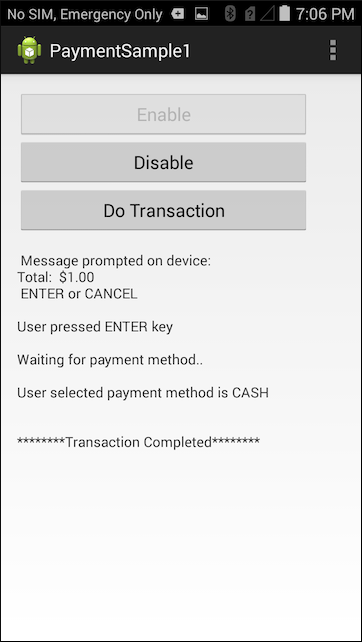 No SIM, Emergency Only 7:06 PM
PaymentSample1
Enable
Disable
Do Transaction
Message prompted on device:
Total: $1.00
ENTER or CANCEL
User pressed ENTER key
Waiting for payment method..
User selected payment method is CASH
********Transaction Completed********